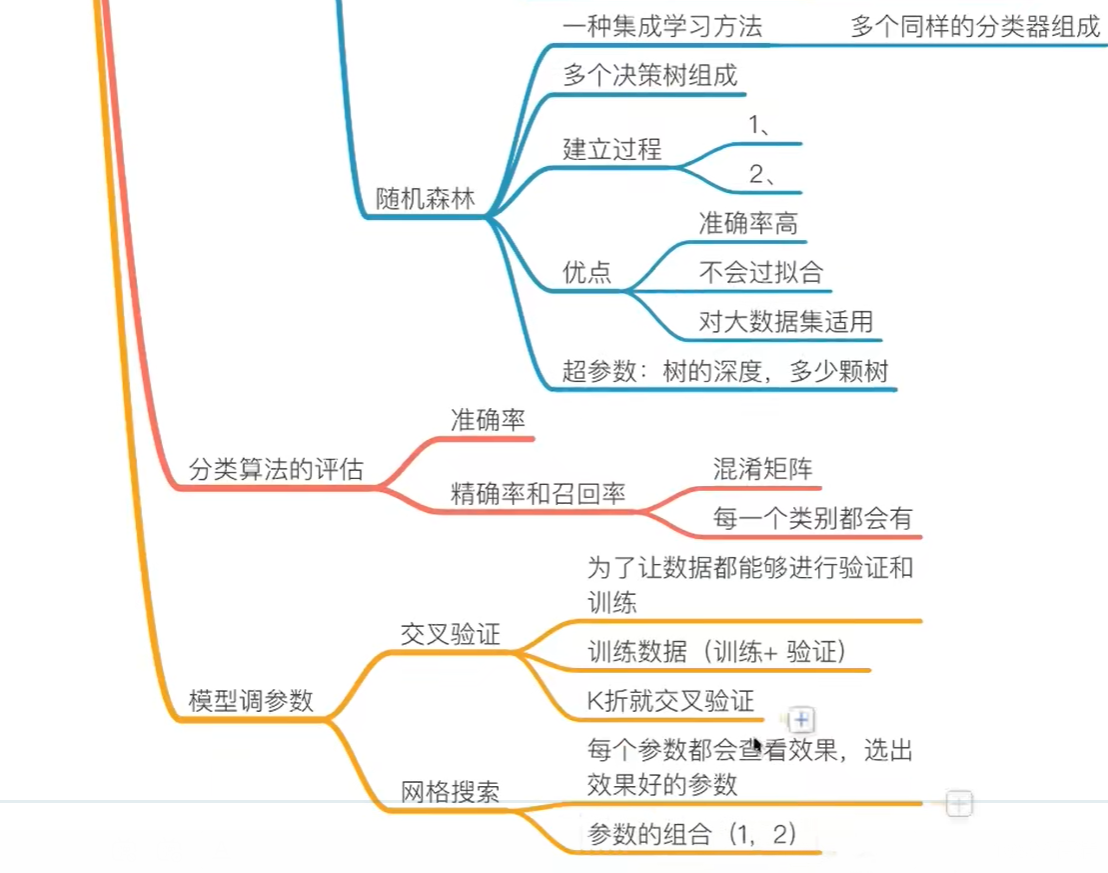 一种集成学习方法
多个同样的分类器组成
多个决策树组成
建立过程
1、
2、
随机森林
优点
准确率高
不会过拟合
对大数据集适用
超参数：树的深度，多少颗树
分类算法的评估
准确率
精确率和召回率
混淆矩阵
每一个类别都会有
模型调参数
交叉验证
为了让数据都能够进行验证和
训练
训练数据（训练+ 验证）
K折就交叉验证
网格搜索
每个参数都会查看效果，选出
效果好的参数
参数的组合（1，2）